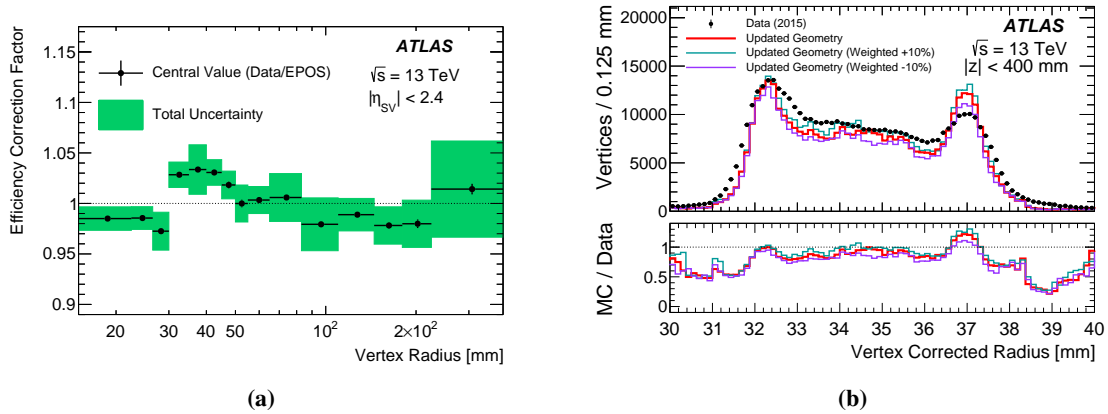 Efficiency Correction Factor
1.15
1.1
1.05
1
0.95
0.9
ATLAS
Central Value (Data/EPOS)
√s = 13 TeV
|η_SV| < 2.4
Total Uncertainty
20 30 40 50 10² 2×10²
Vertex Radius [mm]
(a)
Vertices / 0.125 mm
20000
15000
10000
5000
0
Data (2015)
Updated Geometry
Updated Geometry (Weighted +10%)
Updated Geometry (Weighted -10%)
ATLAS
√s = 13 TeV
|z| < 400 mm
MC / Data
1
0.5
0
30 31 32 33 34 35 36 37 38 39 40
Vertex Corrected Radius [mm]
(b)